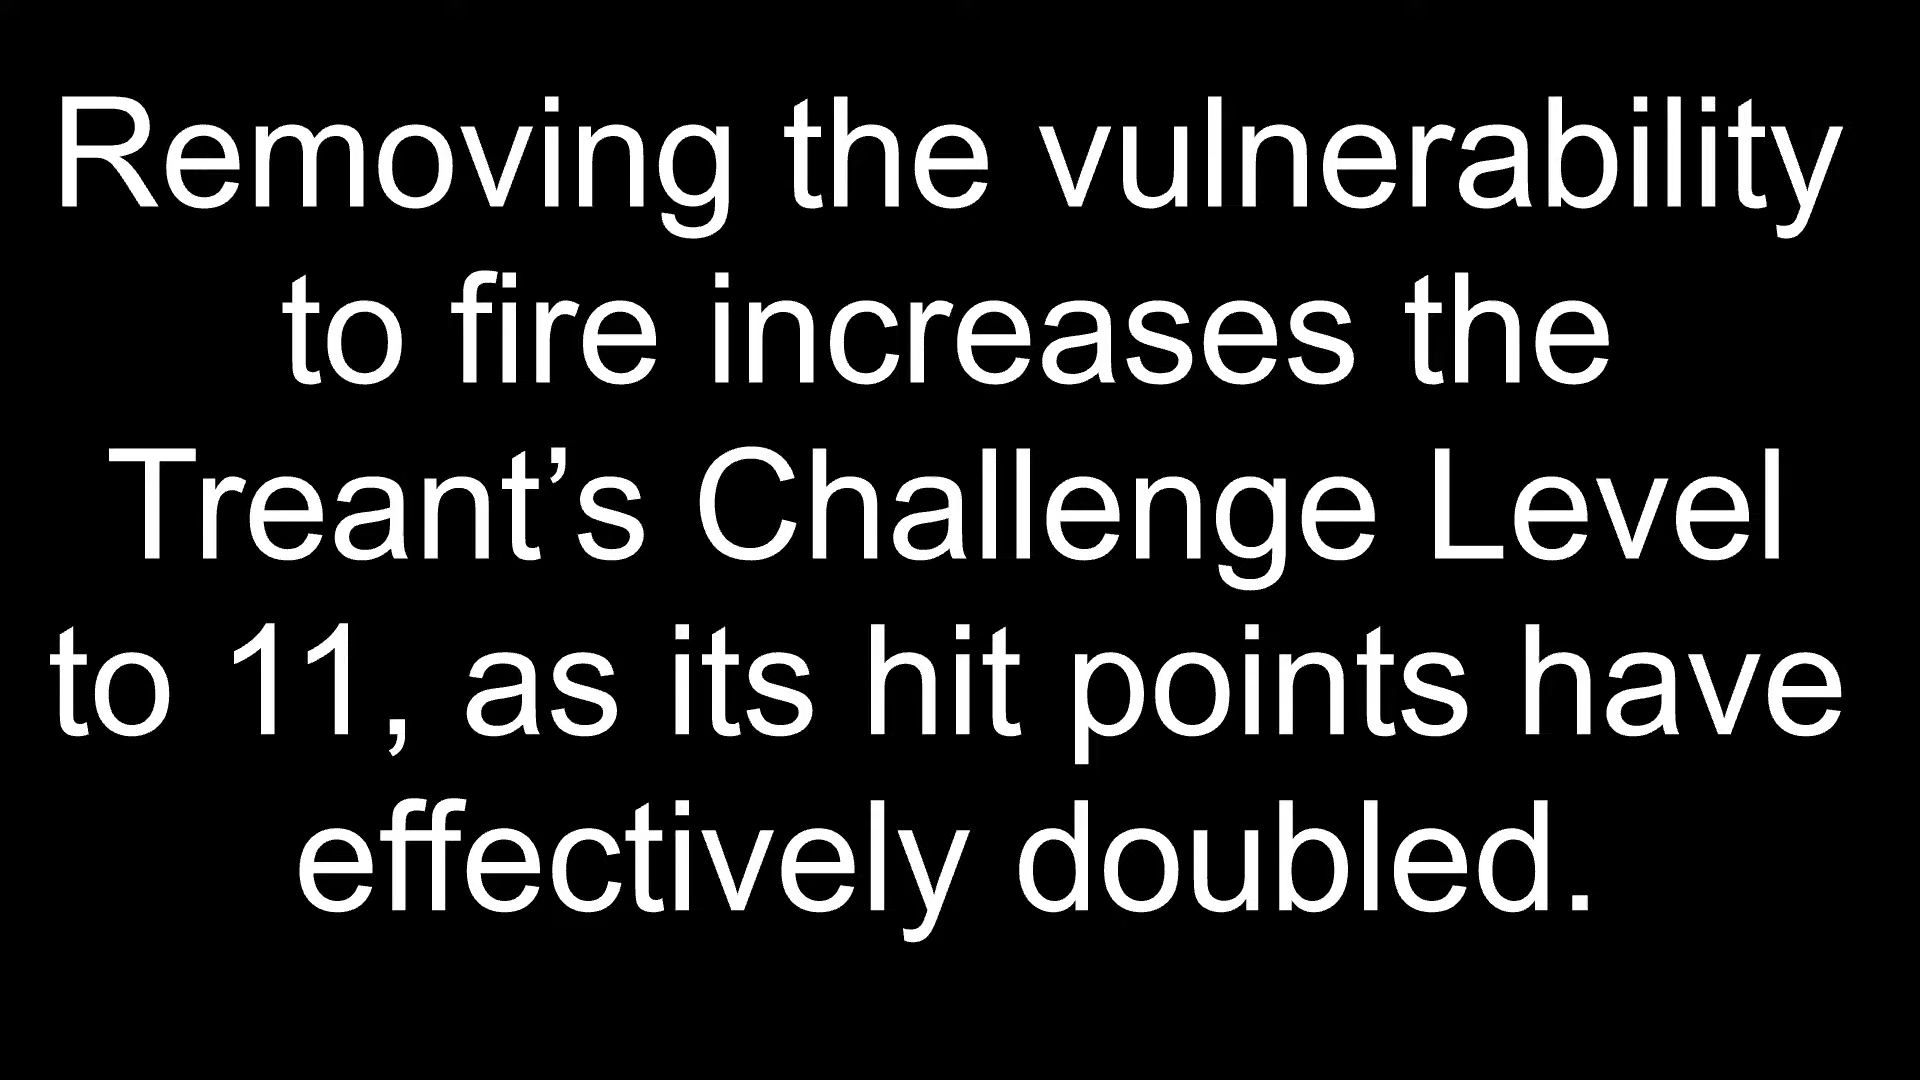 Removing the vulnerability
to fire increases the
Treant’s Challenge Level
to 11, as its hit points have
effectively doubled.